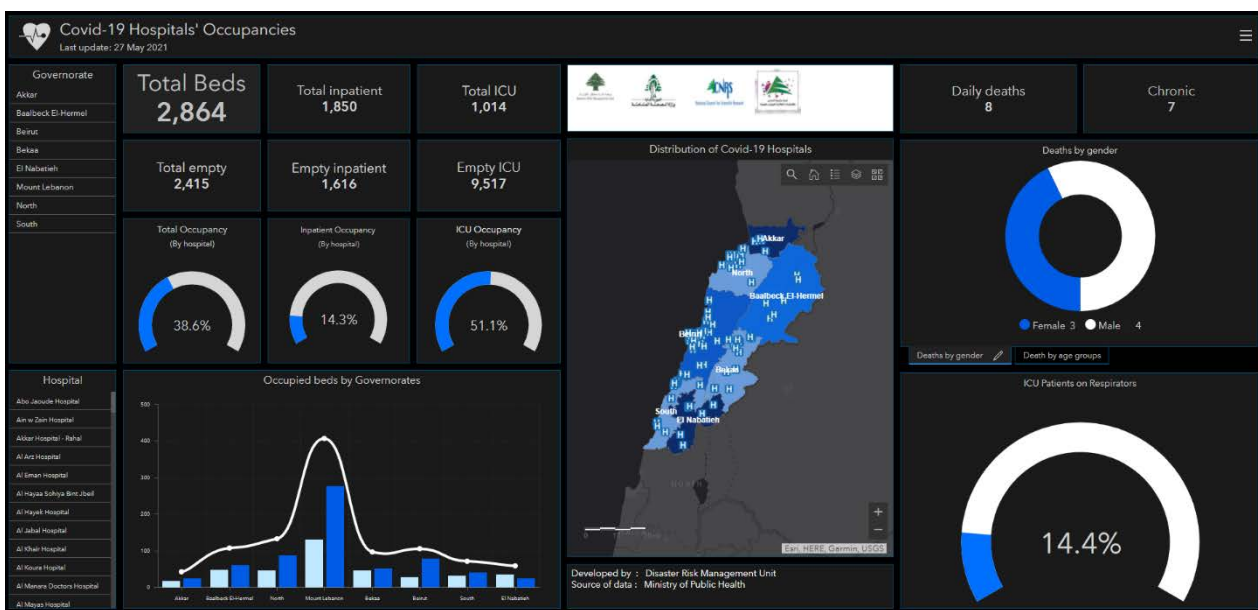 Covid-19 Hospitals' Occupancies
Last update: 27 May 2021
Governorate
Akkar
Baalbeck El-Hermel
Beirut
Bekaa
El Nabatieh
Mount Lebanon
North
South
Total Beds
2,864
Total inpatient
1,850
Total ICU
1,014
Total empty
2,415
Empty inpatient
1,616
Empty ICU
9,517
Total Occupancy
(By hospital)
38.6%
Inpatient Occupancy
(By hospital)
14.3%
ICU Occupancy
(By hospital)
51.1%
Hospital
Abo Jaoude Hospital
Ain w Zain Hospital
Akkar Hospital - Rahal
Al Arz Hospital
Al Eman Hospital
Al Hayaa Sohiya Bint Jbeil
Al Hayek Hospital
Al Jabal Hospital
Al Khair Hospital
Al Koura Hospital
Al Manara Doctors Hospital
Al Mayas Hospital
Occupied beds by Governorates
500
400
300
200
100
0
Akkar
Baalbeck El-Hermel
North
Mount Lebanon
Bekaa
Beirut
South
El Nabatieh
CNRS
Distribution of Covid-19 Hospitals
Akkar
North
Baalbeck El-Hermel
Beirut
Bekaa
South
El Nabatieh
Esri, HERE, Garmin, USGS
Developed by : Disaster Risk Management Unit
Source of data : Ministry of Public Health
Daily deaths
8
Chronic
7
Deaths by gender
Female 3 Male 4
Deaths by gender
Death by age groups
ICU Patients on Respirators
14.4%